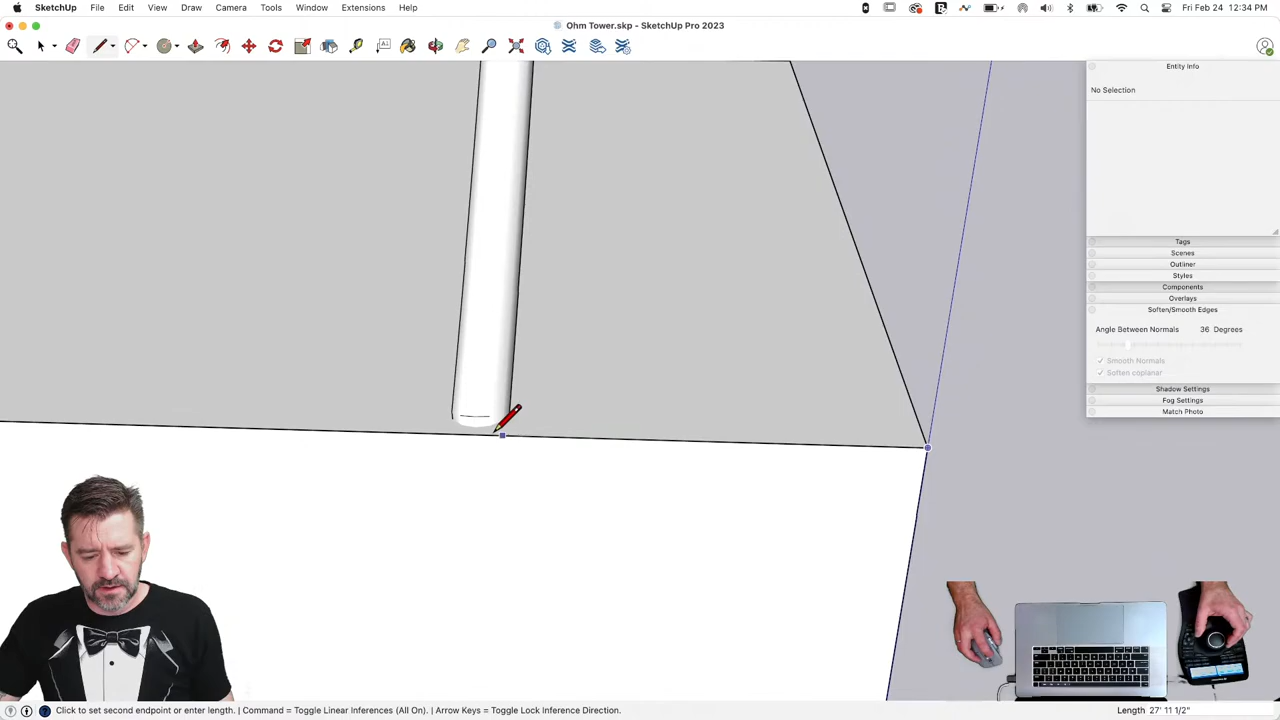 SketchUp File Edit View Draw Camera Tools Window Extensions Help Fri Feb 24 12:34 PM
Ohm Tower.skp - SketchUp Pro 2023
Entity Info
No Selection
Tags
Scenes
Outliner
Styles
Components
Overlays
Soften/Smooth Edges
Angle Between Normals 36 Degrees
Smooth Normals
Soften coplanar
Shadow Settings
Fog Settings
Match Photo
Click to set second endpoint or enter length. | Command = Toggle Linear Inferences (All On). | Arrow Keys = Toggle Lock Inference Direction. Length 27' 11 1/2"